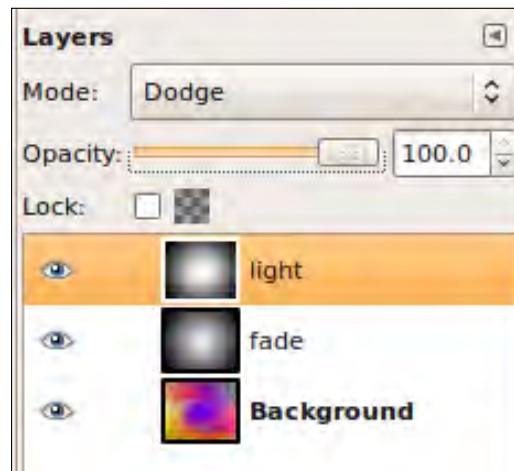 Layers
Mode: Dodge
Opacity: 100.0
Lock:
light
fade
Background